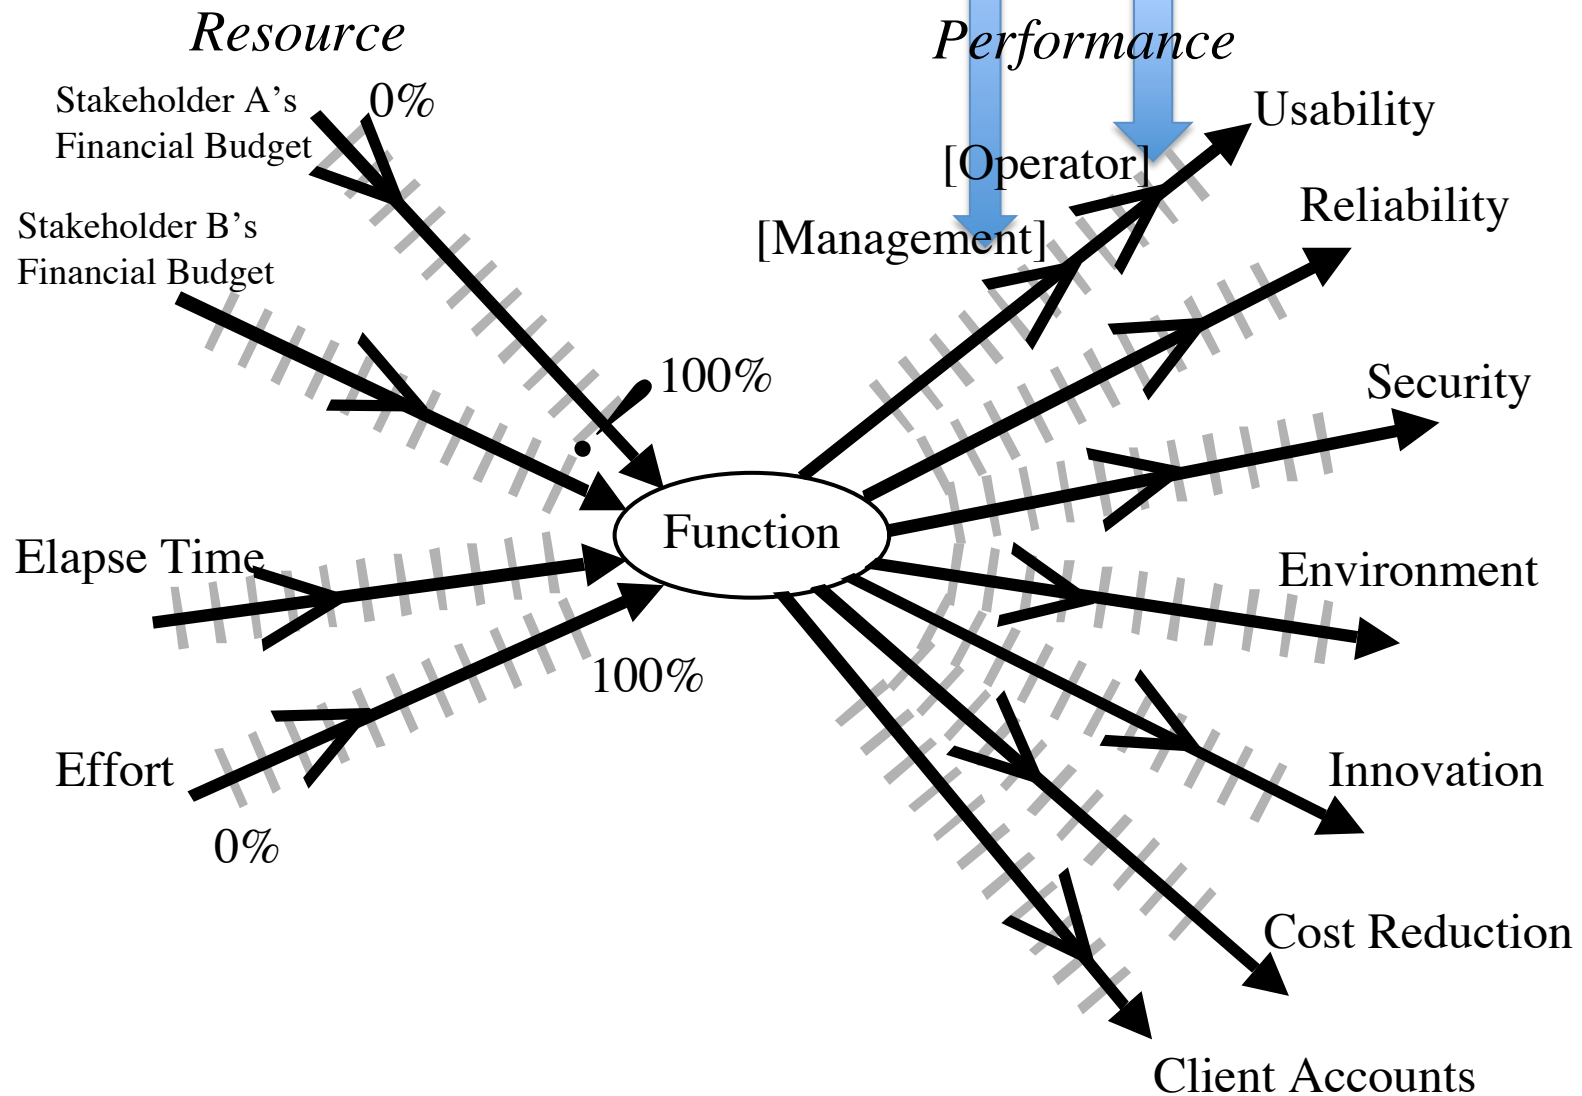 Resource
Performance
Stakeholder A's
Financial Budget
0%
Usability
[Operator]
Reliability
Stakeholder B's
Financial Budget
[Management]
100%
Security
Function
Elapse Time
Environment
100%
Effort
Innovation
0%
Cost Reduction
Client Accounts